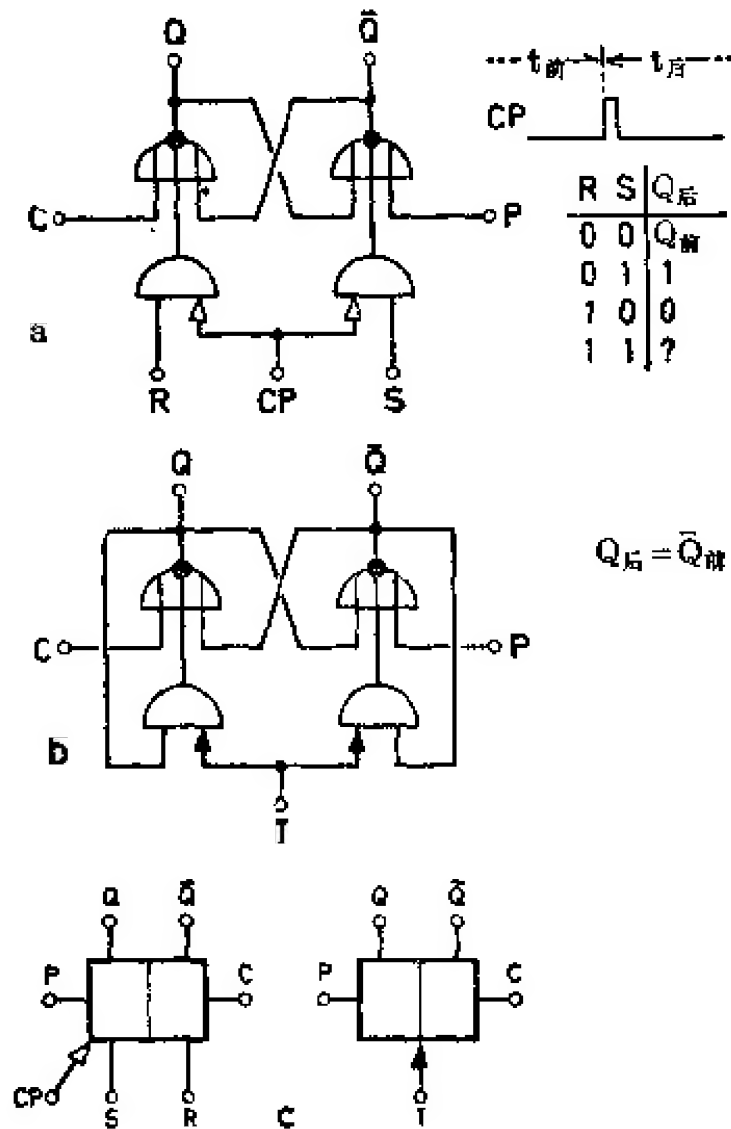 Q Q̄
···t前 t后···
CP
C P
R S Q后
0 0 Q前
0 1 1
1 0 0
1 1 ?
a
R CP S
Q Q̄
Q后=Q̄前
C P
b
T
Q Q̄ Q Q̄
P C P C
CP S R T
c